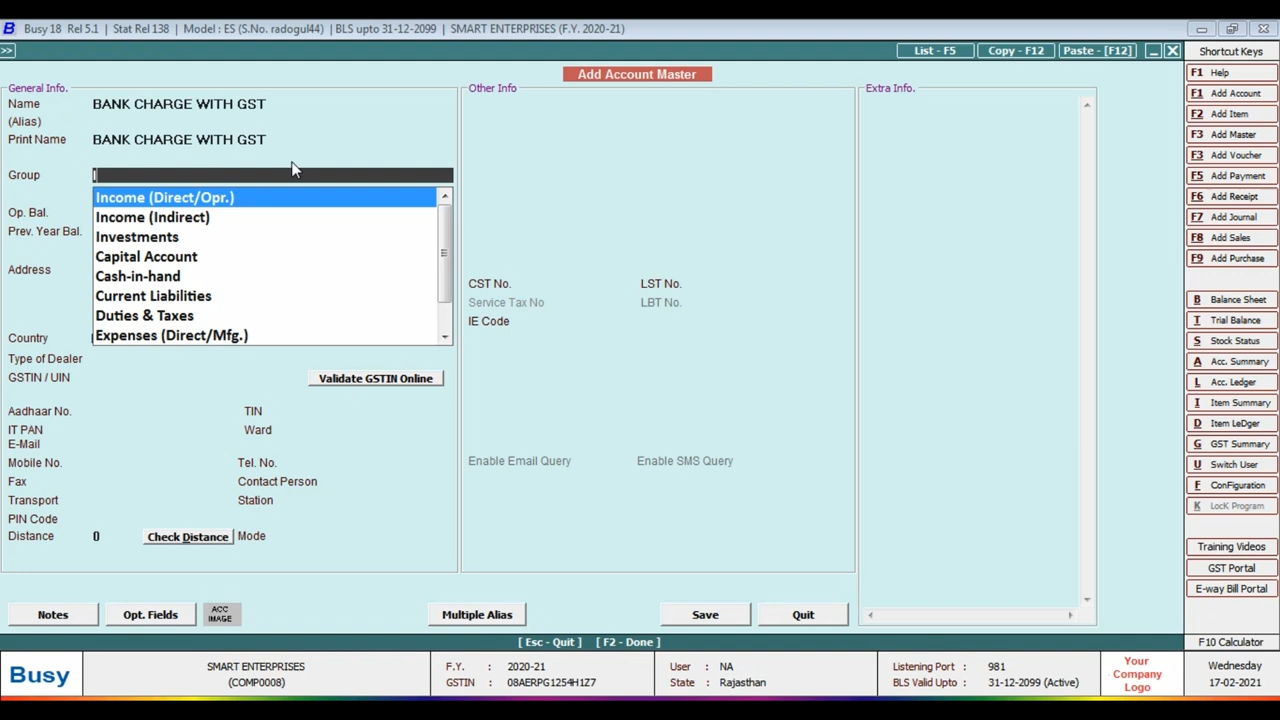 Busy 18 Rel 5.1 | Stat Rel 138 | Model : ES (S.No. radogul44) | BLS upto 31-12-2099 | SMART ENTERPRISES (F.Y. 2020-21)
>> List - F5 Copy - F12 Paste - [F12]
Add Account Master
General Info.
Name BANK CHARGE WITH GST
(Alias)
Print Name BANK CHARGE WITH GST
Group
Income (Direct/Opr.)
Income (Indirect)
Investments
Capital Account
Cash-in-hand
Current Liabilities
Duties & Taxes
Expenses (Direct/Mfg.)
Op. Bal.
Prev. Year Bal.
Address
Country
Type of Dealer
GSTIN / UIN Validate GSTIN Online
Aadhaar No. TIN
IT PAN Ward
E-Mail
Mobile No. Tel. No.
Fax Contact Person
Transport Station
PIN Code
Distance 0 Check Distance Mode
Other Info
CST No. LST No.
Service Tax No LBT No.
IE Code
Enable Email Query Enable SMS Query
Extra Info.
Notes Opt. Fields ACC IMAGE Multiple Alias Save Quit
[ Esc - Quit ] [ F2 - Done ]
Shortcut Keys
F1 Help
F1 Add Account
F2 Add Item
F3 Add Master
F3 Add Voucher
F5 Add Payment
F6 Add Receipt
F7 Add Journal
F8 Add Sales
F9 Add Purchase
B Balance Sheet
T Trial Balance
S Stock Status
A Acc. Summary
L Acc. Ledger
I Item Summary
D Item LeDger
G GST Summary
U Switch User
F ConFiguration
K LocK Program
Training Videos
GST Portal
E-way Bill Portal
F10 Calculator
Busy
SMART ENTERPRISES
(COMP0008)
F.Y. : 2020-21
GSTIN : 08AERPG1254H1Z7
User : NA
State : Rajasthan
Listening Port : 981
BLS Valid Upto : 31-12-2099 (Active)
Your
Company
Logo
Wednesday
17-02-2021